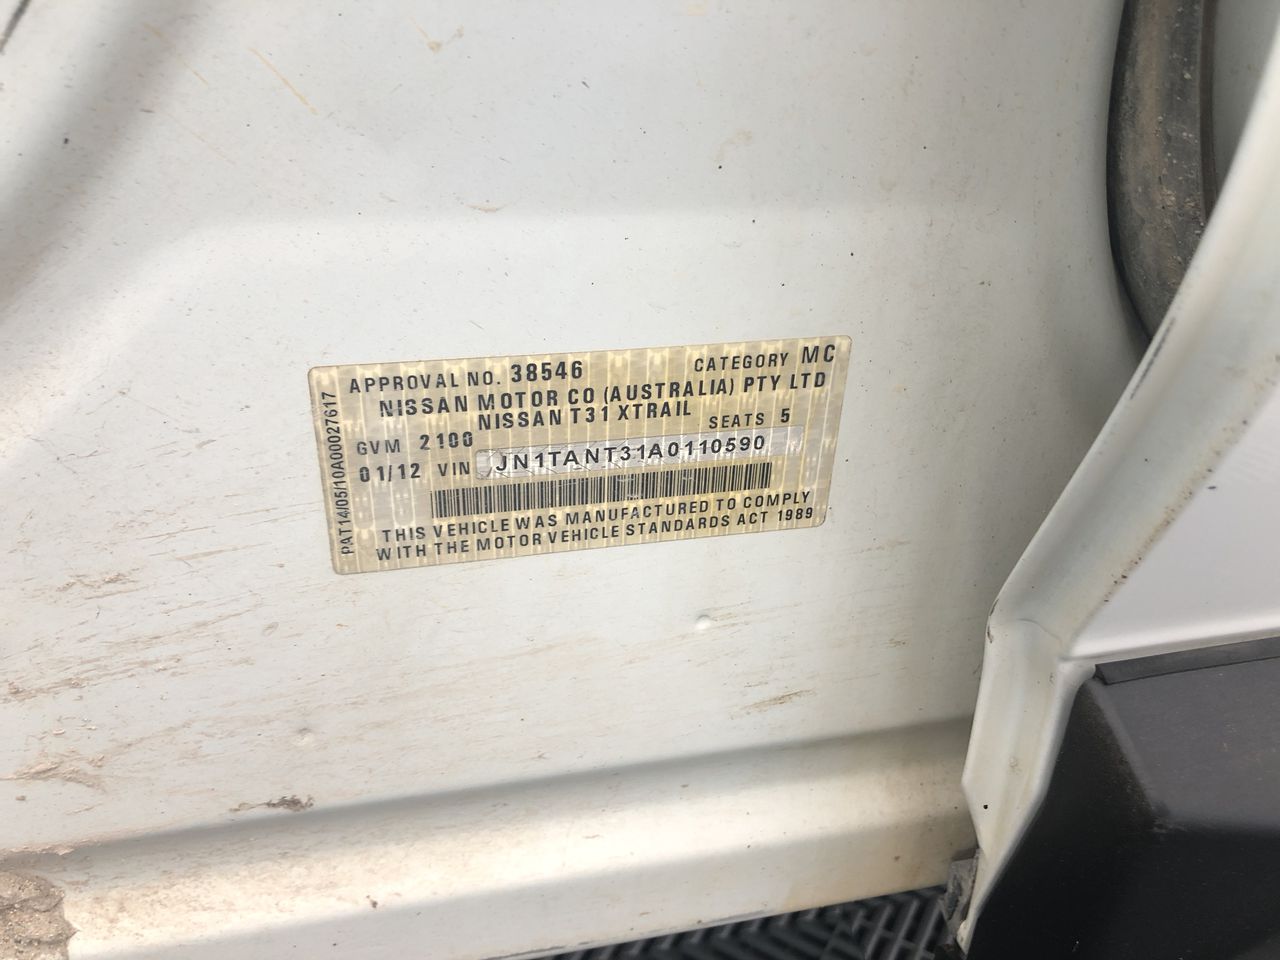 APPROVAL NO. 38546 CATEGORY MC
NISSAN MOTOR CO (AUSTRALIA) PTY LTD
NISSAN T31 XTRAIL
GVM 2100 SEATS 5
01/12 VIN JN1TANT31A0110590
THIS VEHICLE WAS MANUFACTURED TO COMPLY
WITH THE MOTOR VEHICLE STANDARDS ACT 1989
PAT14/05/10A00027617